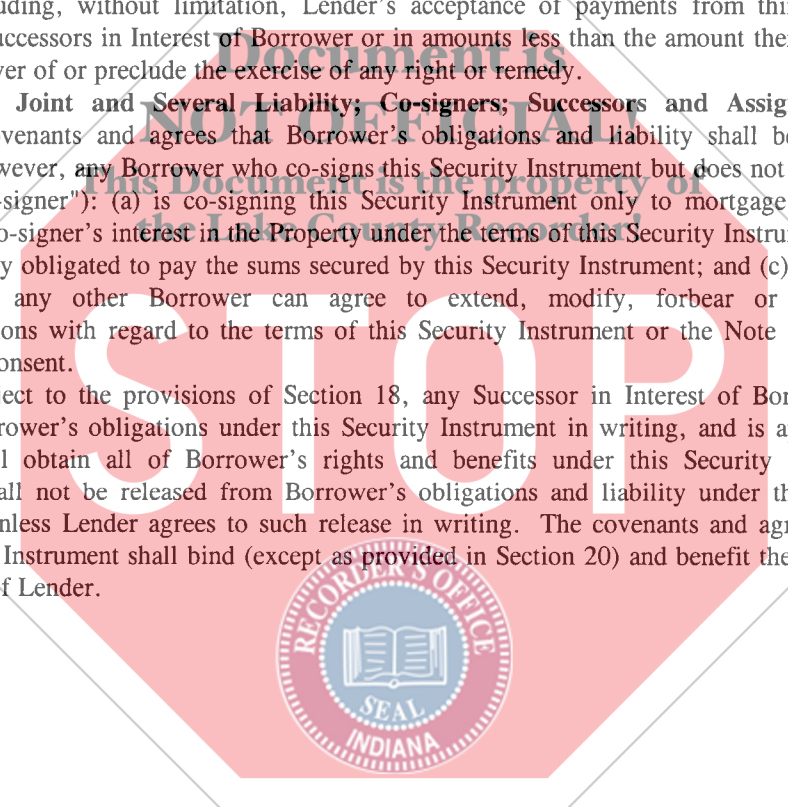 uding, without limitation, Lender's acceptance of payments from thi
uccessors in Interest of Borrower or in amounts less than the amount the
ver of or preclude the exercise of any right or remedy.
Joint and Several Liability; Co-signers; Successors and Assig
ovenants and agrees that Borrower's obligations and liability shall b
wever, any Borrower who co-signs this Security Instrument but does not
-signer"): (a) is co-signing this Security Instrument only to mortgage
o-signer's interest in the Property under the terms of this Security Instru
y obligated to pay the sums secured by this Security Instrument; and (c)
any other Borrower can agree to extend, modify, forbear or
ons with regard to the terms of this Security Instrument or the Note
onsent.
ject to the provisions of Section 18, any Successor in Interest of Bor
rower's obligations under this Security Instrument in writing, and is a
l obtain all of Borrower's rights and benefits under this Security
all not be released from Borrower's obligations and liability under th
nless Lender agrees to such release in writing. The covenants and agr
Instrument shall bind (except as provided in Section 20) and benefit the
f Lender.
Document is
NOT OFFICIAL!
This Document is the property of
the Lake County Recorder!
STOP
RECORDER'S OFFICE
SEAL
INDIANA